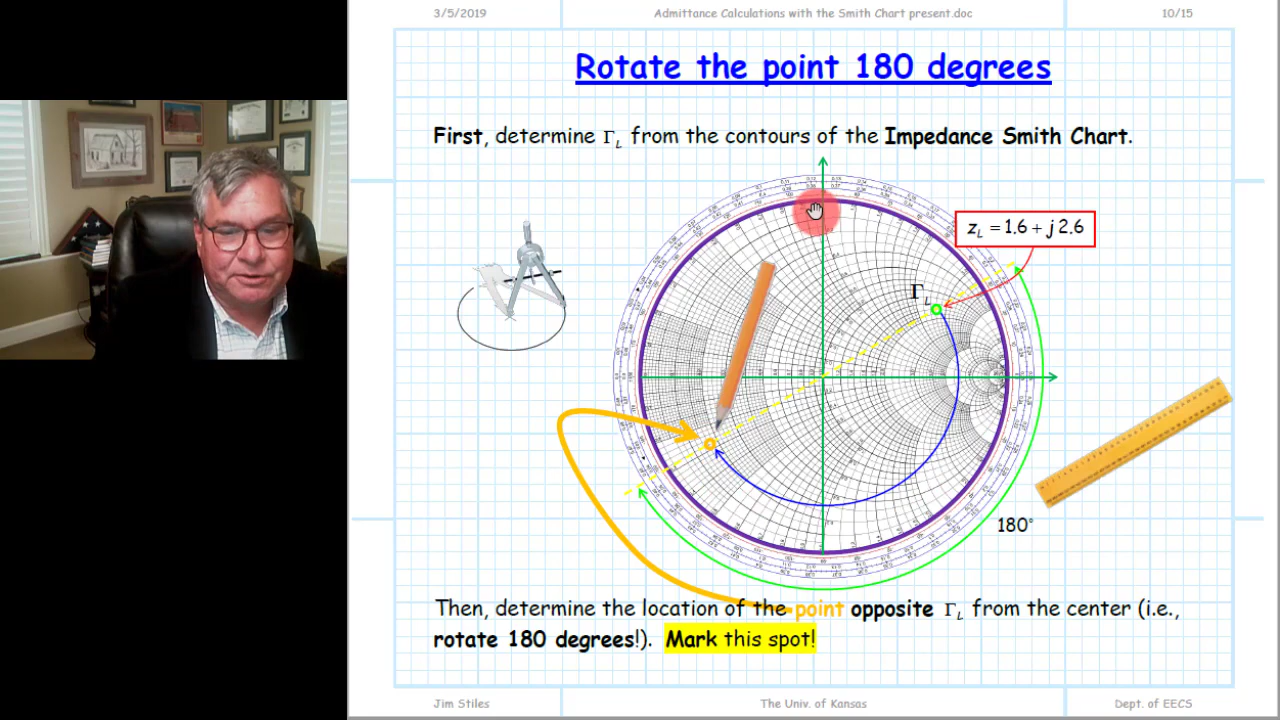 3/5/2019 Admittance Calculations with the Smith Chart present.doc 10/15
Rotate the point 180 degrees
First, determine Γ_L from the contours of the Impedance Smith Chart.
z_L = 1.6 + j 2.6
Γ_L
180°
Then, determine the location of the point opposite Γ_L from the center (i.e.,
rotate 180 degrees!). Mark this spot!
Jim Stiles The Univ. of Kansas Dept. of EECS